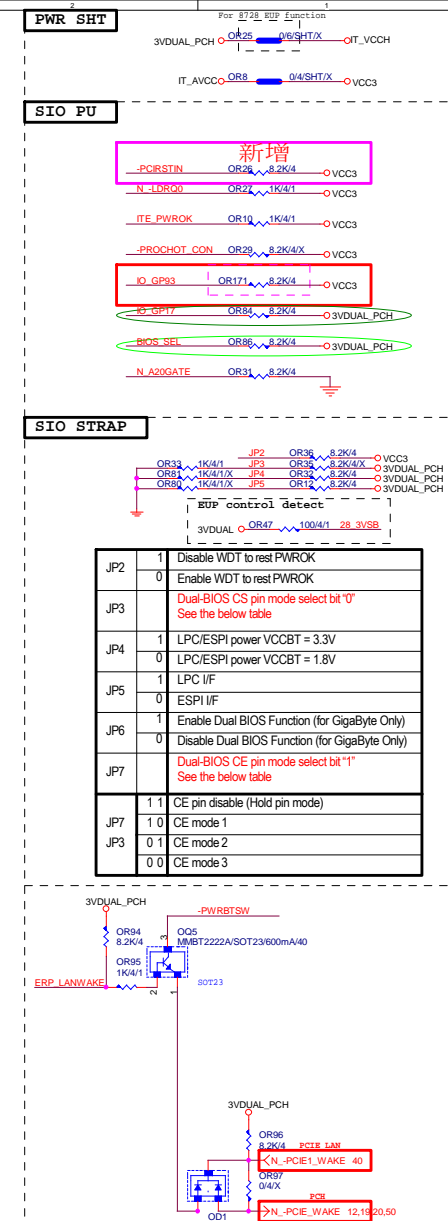 2 1
PWR SHT
For 8728 EUP function
3VDUAL_PCH OR25 0/6/SHT/X IT_VCCH
IT_AVCC OR8 0/4/SHT/X VCC3
SIO PU
新增
-PCIRSTIN OR26 8.2K/4 VCC3
N_-LDRQ0 OR27 1K/4/1 VCC3
ITE_PWROK OR10 1K/4/1 VCC3
-PROCHOT_CON OR29 8.2K/4/X VCC3
IO_GP93 OR171 8.2K/4 VCC3
IO_GP17 OR84 8.2K/4 3VDUAL_PCH
BIOS_SEL OR86 8.2K/4 3VDUAL_PCH
N_A20GATE OR31 8.2K/4
SIO STRAP
JP2 OR36 8.2K/4 VCC3
OR33 1K/4/1 JP3 OR35 8.2K/4/X 3VDUAL_PCH
OR81 1K/4/1/X JP4 OR32 8.2K/4 3VDUAL_PCH
OR80 1K/4/1/X JP5 OR12 8.2K/4 3VDUAL_PCH
EUP control detect
3VDUAL OR47 100/4/1 28_3VSB
JP2 1 Disable WDT to rest PWROK
0 Enable WDT to rest PWROK
JP3 Dual-BIOS CS pin mode select bit "0"
See the below table
JP4 1 LPC/ESPI power VCCBT = 3.3V
0 LPC/ESPI power VCCBT = 1.8V
JP5 1 LPC I/F
0 ESPI I/F
JP6 1 Enable Dual BIOS Function (for GigaByte Only)
0 Disable Dual BIOS Function (for GigaByte Only)
JP7 Dual-BIOS CE pin mode select bit "1"
See the below table
JP7 JP3 1 1 CE pin disable (Hold pin mode)
1 0 CE mode 1
0 1 CE mode 2
0 0 CE mode 3
3VDUAL_PCH
-PWRBTSW
OR94
8.2K/4
3
OQ5
MMBT2222A/SOT23/600mA/40
OR95
1K/4/1
ERP_LANWAKE
2
1
SOT23
3VDUAL_PCH
OR96
8.2K/4
PCIE LAN
N_-PCIE1_WAKE 40
OR97
0/4/X
PCH
N_-PCIE_WAKE 12,19,20,50
OD1